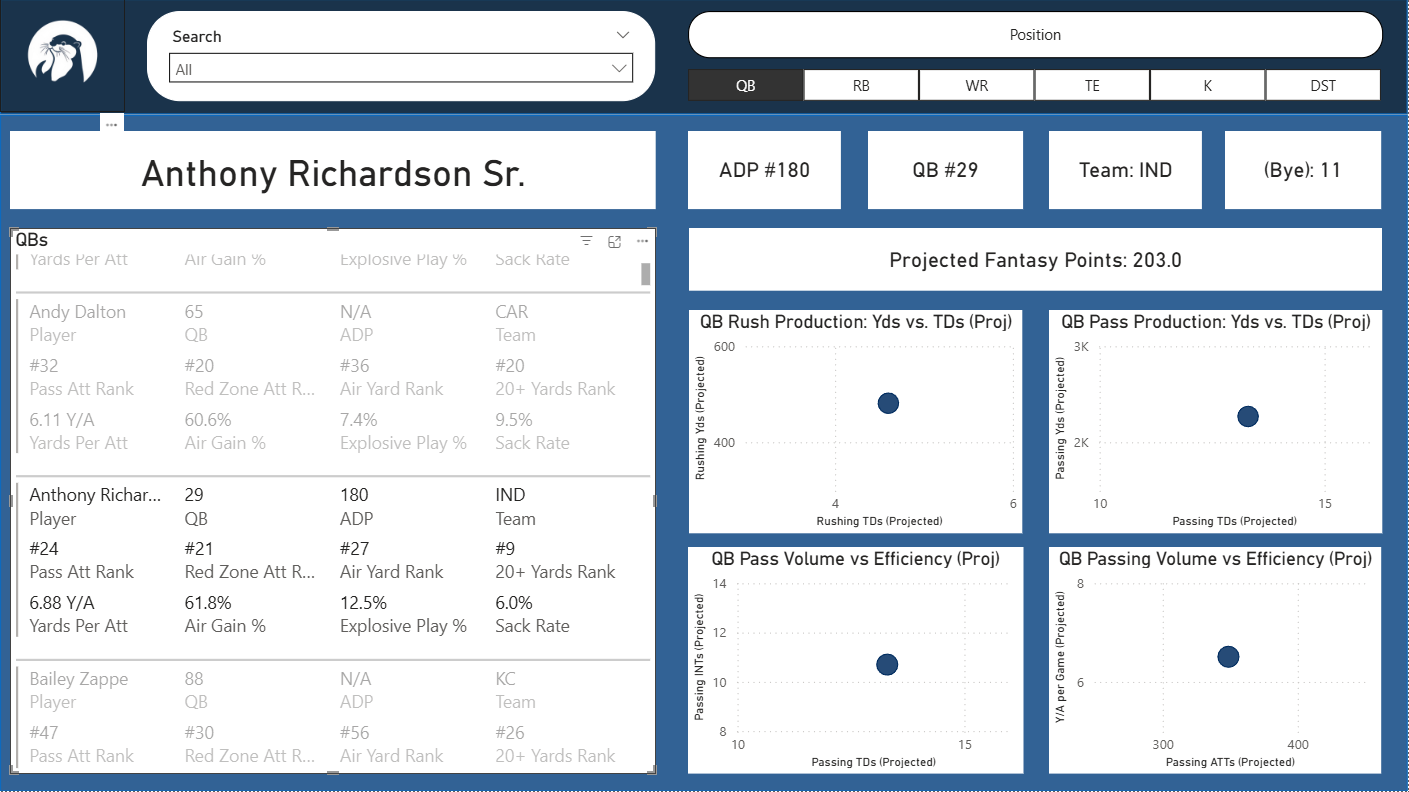 Search
All
Position
QB RB WR TE K DST
Anthony Richardson Sr.
ADP #180
QB #29
Team: IND
(Bye): 11
QBs
Yards Per Att Air Gain % Explosive Play % Sack Rate
Andy Dalton 65 N/A CAR
Player QB ADP Team
#32 #20 #36 #20
Pass Att Rank Red Zone Att R... Air Yard Rank 20+ Yards Rank
6.11 Y/A 60.6% 7.4% 9.5%
Yards Per Att Air Gain % Explosive Play % Sack Rate
Anthony Richar... 29 180 IND
Player QB ADP Team
#24 #21 #27 #9
Pass Att Rank Red Zone Att R... Air Yard Rank 20+ Yards Rank
6.88 Y/A 61.8% 12.5% 6.0%
Yards Per Att Air Gain % Explosive Play % Sack Rate
Bailey Zappe 88 N/A KC
Player QB ADP Team
#47 #30 #56 #26
Pass Att Rank Red Zone Att R... Air Yard Rank 20+ Yards Rank
Projected Fantasy Points: 203.0
QB Rush Production: Yds vs. TDs (Proj)
Rushing Yds (Projected)
600
400
4 6
Rushing TDs (Projected)
QB Pass Production: Yds vs. TDs (Proj)
Passing Yds (Projected)
3K
2K
10 15
Passing TDs (Projected)
QB Pass Volume vs Efficiency (Proj)
Passing INTs (Projected)
14
12
10
8
10 15
Passing TDs (Projected)
QB Passing Volume vs Efficiency (Proj)
Y/A per Game (Projected)
8
6
300 400
Passing ATTs (Projected)